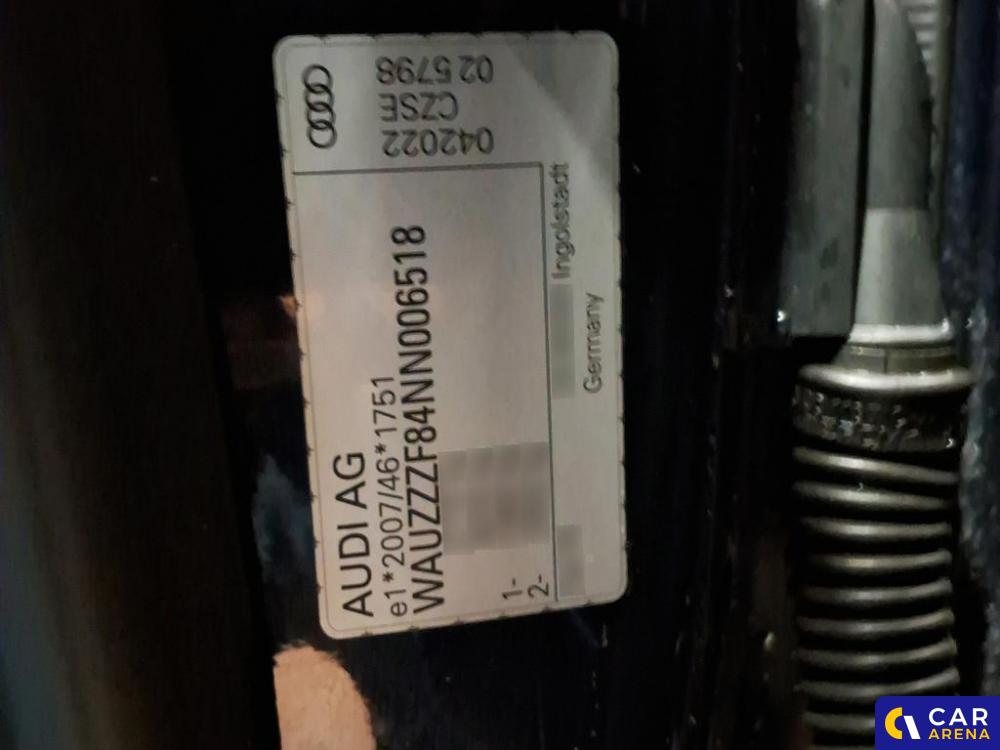 AUDI AG
e1*2007/46*1751
WAUZZZF84NN006518
1-
2-
Ingolstadt
Germany
042022
CZSE
02 5798
CAR
ARENA